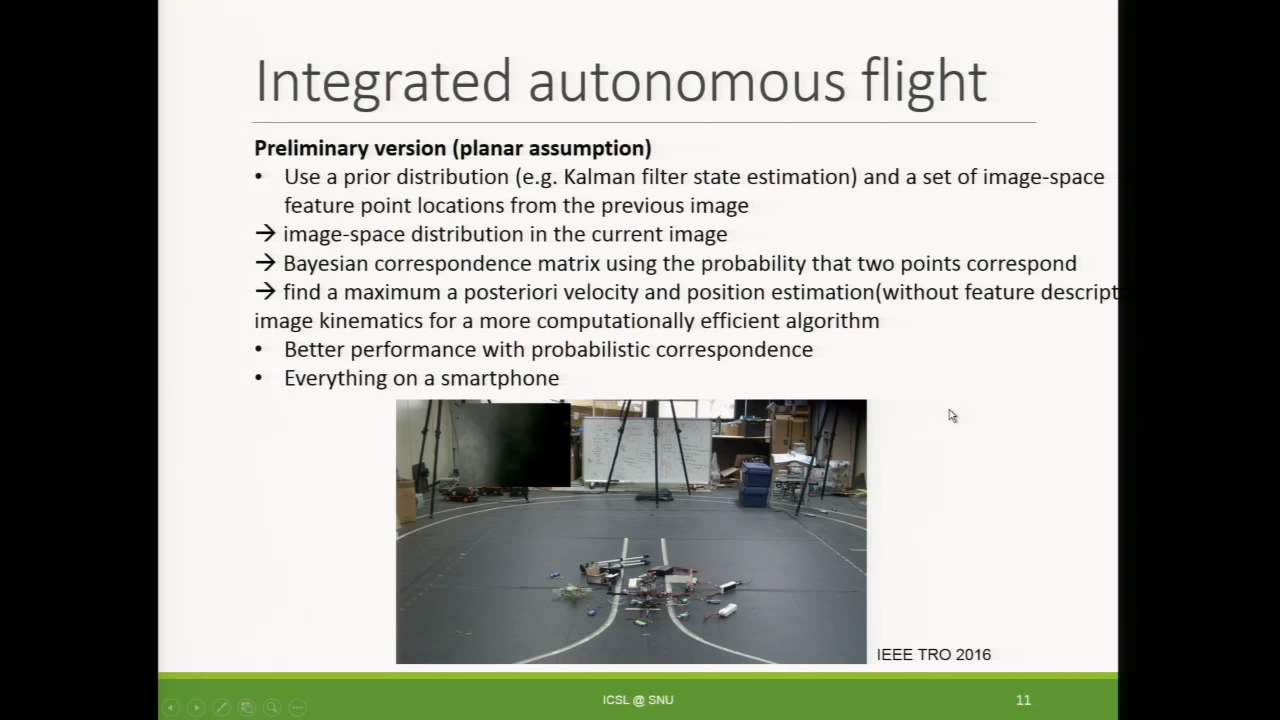 Integrated autonomous flight
Preliminary version (planar assumption)
• Use a prior distribution (e.g. Kalman filter state estimation) and a set of image-space
feature point locations from the previous image
→ image-space distribution in the current image
→ Bayesian correspondence matrix using the probability that two points correspond
→ find a maximum a posteriori velocity and position estimation(without feature
image kinematics for a more computationally efficient algorithm
• Better performance with probabilistic correspondence
• Everything on a smartphone
IEEE TRO 2016
ICSL @ SNU
11